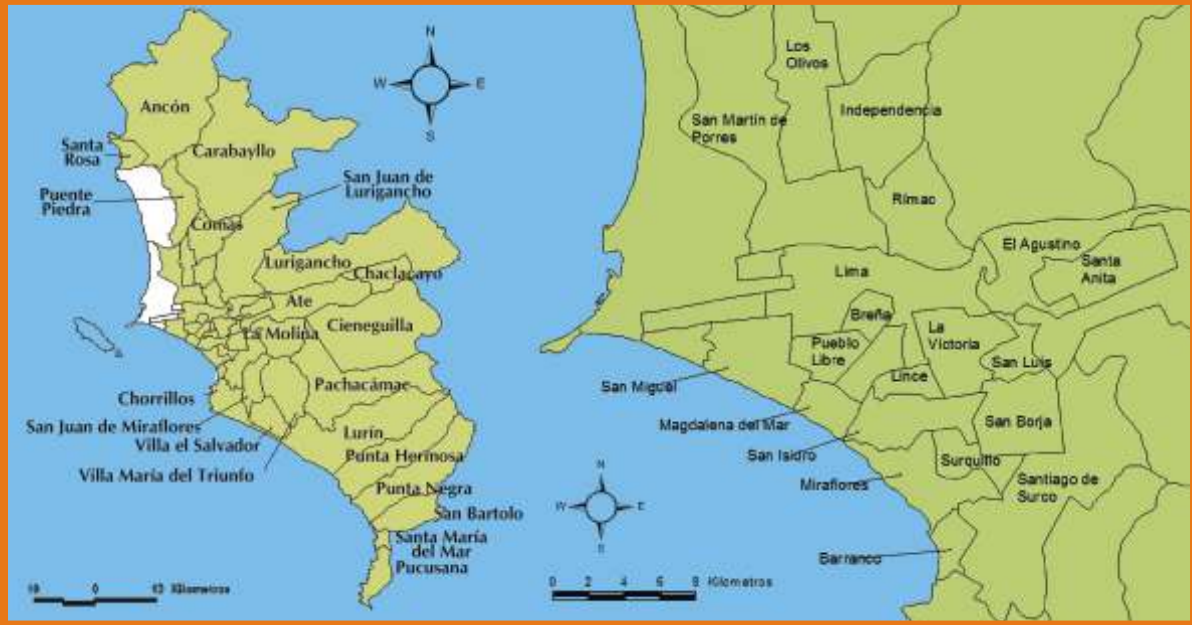 N
W E
S
Ancón
Santa
Rosa
Carabayllo
San Juan de
Lurigancho
Puente
Piedra
Comas
Lurigancho
Chaclacayo
Ate
Cieneguilla
La Molina
Pachacámac
Chorrillos
San Juan de Miraflores
Villa el Salvador
Villa María del Triunfo
Lurín
Punta Hermosa
Punta Negra
San Bartolo
Santa María
del Mar
Pucusana
0
Kilometros
Los
Olivos
Independencia
San Martín de
Porres
Rímac
El Agustino
Santa
Anita
Lima
Breña
La
Victoria
Pueblo
Libre
San Luis
Lince
San Miguel
Magdalena del Mar
San Borja
San Isidro
Surquillo
Miraflores
Santiago de
Surco
Barranco
N
W E
S
0 2 4 6 8 Kilometros